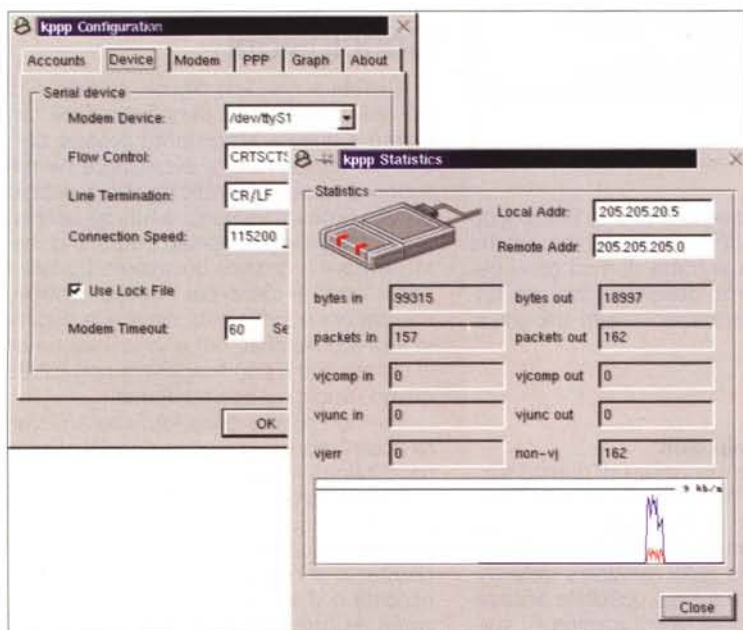 kppp Configuration
Accounts Device Modem PPP Graph About
Serial device
Modem Device: /dev/ttyS1
Flow Control: CRTSCTS
Line Termination: CR/LF
Connection Speed: 115200
Use Lock File
Modem Timeout: 60
OK
kppp Statistics
Statistics
Local Addr: 205.205.20.5
Remote Addr: 205.205.205.0
bytes in 99315 bytes out 18997
packets in 157 packets out 162
vjcomp in 0 vjcomp out 0
vjunc in 0 vjunc out 0
vjerr 0 non-vj 162
9 kb/s
Close